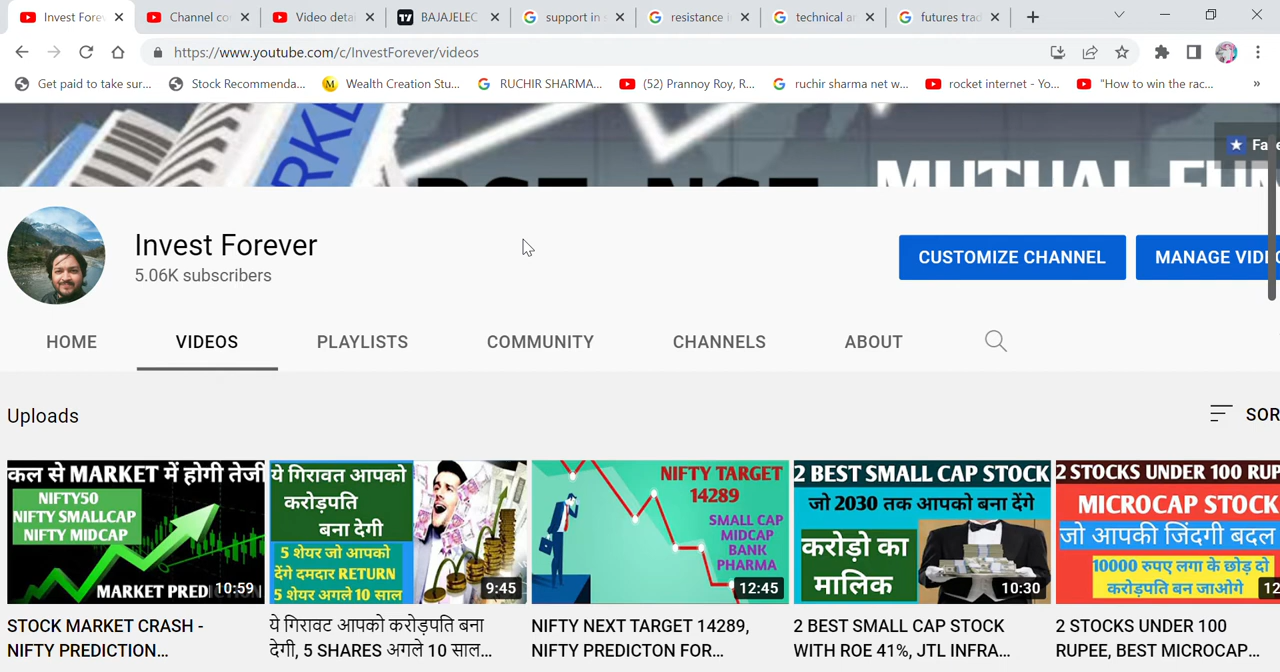 Invest Fore
Channel co
Video detai
BAJAJELEC
support in s
resistance i
technical a
futures trad
https://www.youtube.com/c/InvestForever/videos
Get paid to take sur...
Stock Recommenda...
Wealth Creation Stu...
RUCHIR SHARMA...
(52) Prannoy Roy, R...
ruchir sharma net w...
rocket internet - Yo...
"How to win the rac...
»
MUTUAL FUN
Invest Forever
5.06K subscribers
CUSTOMIZE CHANNEL
MANAGE VIDEO
HOME
VIDEOS
PLAYLISTS
COMMUNITY
CHANNELS
ABOUT
Uploads
SOR
कल से MARKET में होगी तेजी
NIFTY50
NIFTY SMALLCAP
NIFTY MIDCAP
MARKET PREDI
10:59
STOCK MARKET CRASH -
NIFTY PREDICTION...
ये गिरावत आपको
करोड़पति
बना देगी
5 शेयर जो आपको
देंगे दमदार RETURN
5 शेयर अगले 10 साल
9:45
ये गिरावट आपको करोड़पति बना
देगी, 5 SHARES अगले 10 साल...
NIFTY TARGET
14289
SMALL CAP
MIDCAP
BANK
PHARMA
12:45
NIFTY NEXT TARGET 14289,
NIFTY PREDICTON FOR...
2 BEST SMALL CAP STOCK
जो 2030 तक आपको बना देंगे
करोड़ो का
मालिक
10:30
2 BEST SMALL CAP STOCK
WITH ROE 41%, JTL INFRA...
2 STOCKS UNDER 100 RUP
MICROCAP STOCK
जो आपकी जिंदगी बदल
10000 रुपए लगा के छोड़ दो
करोड़पति बन जाओगे
12
2 STOCKS UNDER 100
RUPEE, BEST MICROCAP...